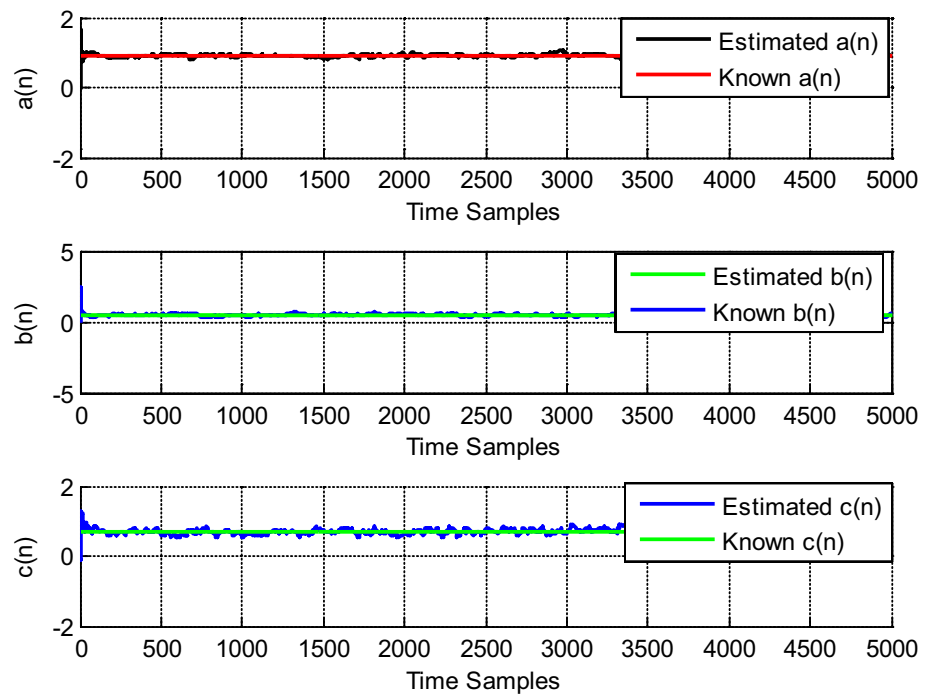 2
Estimated a(n)
Known a(n)
a(n)
0
-2
0 500 1000 1500 2000 2500 3000 3500 4000 4500 5000
Time Samples
5
Estimated b(n)
Known b(n)
b(n)
0
-5
0 500 1000 1500 2000 2500 3000 3500 4000 4500 5000
Time Samples
2
Estimated c(n)
Known c(n)
c(n)
0
-2
0 500 1000 1500 2000 2500 3000 3500 4000 4500 5000
Time Samples